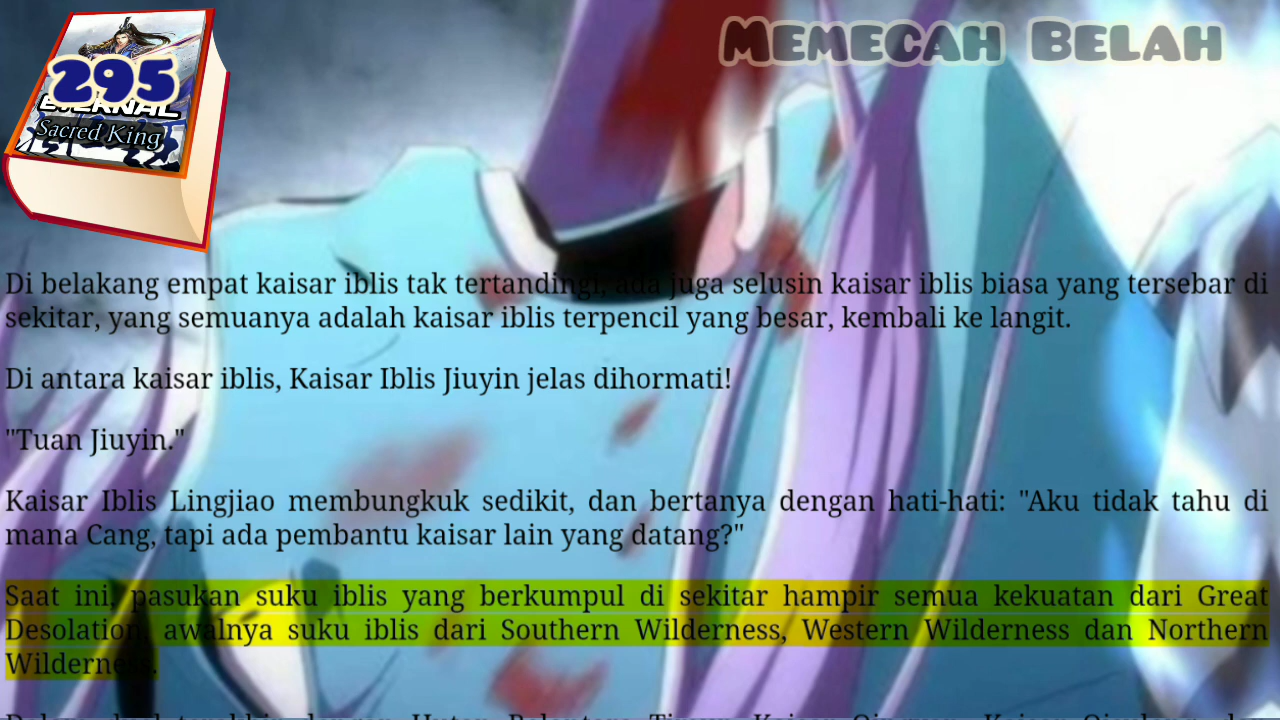 Memecah Belah
295
ETERNAL
Sacred King
Di belakang empat kaisar iblis tak tertandingi, ada juga selusin kaisar iblis biasa yang tersebar di
sekitar, yang semuanya adalah kaisar iblis terpencil yang besar, kembali ke langit.
Di antara kaisar iblis, Kaisar Iblis Jiuyin jelas dihormati!
"Tuan Jiuyin."
Kaisar Iblis Lingjiao membungkuk sedikit, dan bertanya dengan hati-hati: "Aku tidak tahu di
mana Cang, tapi ada pembantu kaisar lain yang datang?"
Saat ini, pasukan suku iblis yang berkumpul di sekitar hampir semua kekuatan dari Great
Desolation, awalnya suku iblis dari Southern Wilderness, Western Wilderness dan Northern
Wilderness.